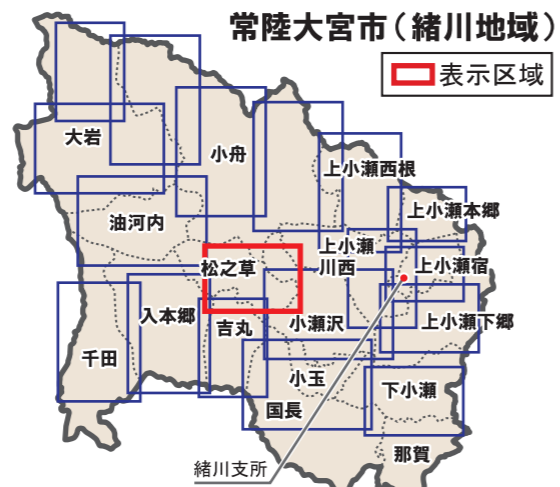 常陸大宮市（緒川地域）
表示区域
大岩
小舟
上小瀬西根
油河内
上小瀬本郷
上小瀬
川西
上小瀬宿
松之草
入本郷
吉丸
小瀬沢
上小瀬下郷
千田
小玉
下小瀬
国長
那賀
緒川支所